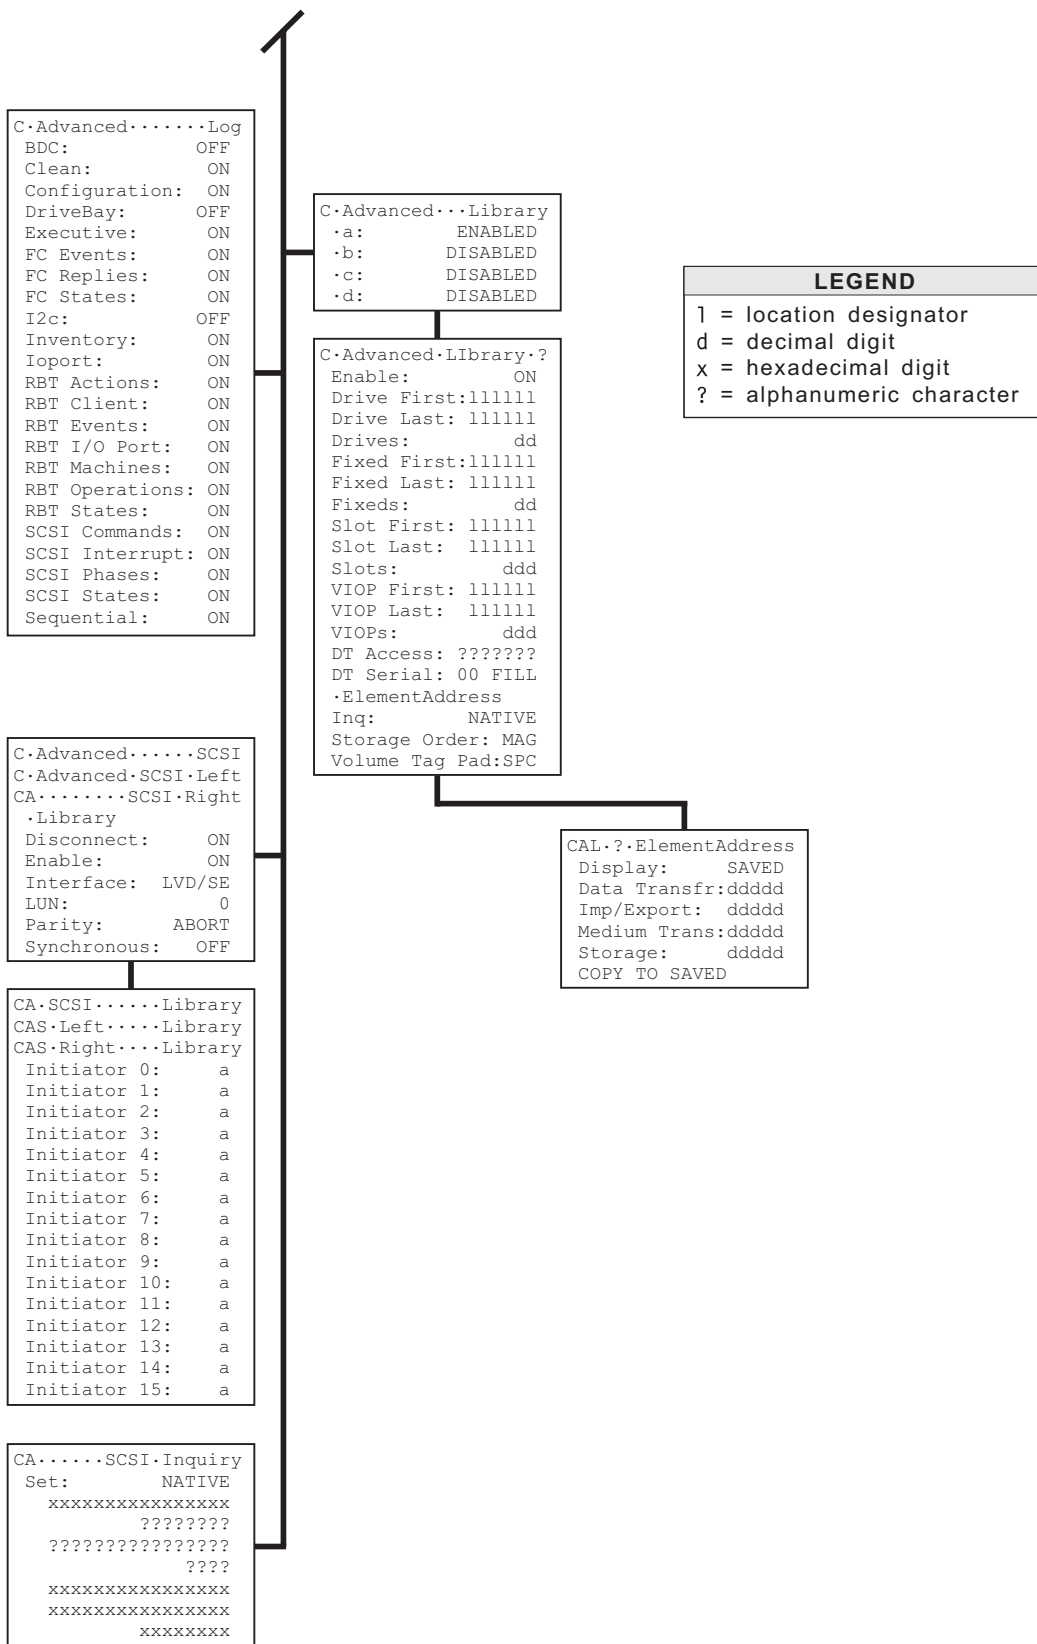 C·Advanced·······Log
BDC: OFF
Clean: ON
Configuration: ON
DriveBay: OFF
Executive: ON
FC Events: ON
FC Replies: ON
FC States: ON
I2c: OFF
Inventory: ON
Ioport: ON
RBT Actions: ON
RBT Client: ON
RBT Events: ON
RBT I/O Port: ON
RBT Machines: ON
RBT Operations: ON
RBT States: ON
SCSI Commands: ON
SCSI Interrupt: ON
SCSI Phases: ON
SCSI States: ON
Sequential: ON
C·Advanced···Library
·a: ENABLED
·b: DISABLED
·c: DISABLED
·d: DISABLED
C·Advanced·LIbrary·?
Enable: ON
Drive First:llllll
Drive Last: llllll
Drives: dd
Fixed First:llllll
Fixed Last: llllll
Fixeds: dd
Slot First: llllll
Slot Last: llllll
Slots: ddd
VIOP First: llllll
VIOP Last: llllll
VIOPs: ddd
DT Access: ???????
DT Serial: 00 FILL
·ElementAddress
Inq: NATIVE
Storage Order: MAG
Volume Tag Pad:SPC
LEGEND
l = location designator
d = decimal digit
x = hexadecimal digit
? = alphanumeric character
C·Advanced······SCSI
C·Advanced·SCSI·Left
CA········SCSI·Right
·Library
Disconnect: ON
Enable: ON
Interface: LVD/SE
LUN: 0
Parity: ABORT
Synchronous: OFF
CAL·?·ElementAddress
Display: SAVED
Data Transfr:ddddd
Imp/Export: ddddd
Medium Trans:ddddd
Storage: ddddd
COPY TO SAVED
CA·SCSI······Library
CAS·Left·····Library
CAS·Right····Library
Initiator 0: a
Initiator 1: a
Initiator 2: a
Initiator 3: a
Initiator 4: a
Initiator 5: a
Initiator 6: a
Initiator 7: a
Initiator 8: a
Initiator 9: a
Initiator 10: a
Initiator 11: a
Initiator 12: a
Initiator 13: a
Initiator 14: a
Initiator 15: a
CA······SCSI·Inquiry
Set: NATIVE
xxxxxxxxxxxxxxxx
????????
????????????????
????
xxxxxxxxxxxxxxxx
xxxxxxxxxxxxxxxx
xxxxxxxx